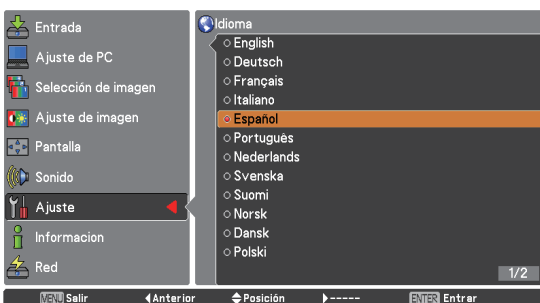 Entrada
Ajuste de PC
Selección de imagen
Ajuste de imagen
Pantalla
Sonido
Ajuste
Informacion
Red
Idioma
English
Deutsch
Français
Italiano
Español
Português
Nederlands
Svenska
Suomi
Norsk
Dansk
Polski
1/2
MENU Salir Anterior Posición ----- ENTER Entrar